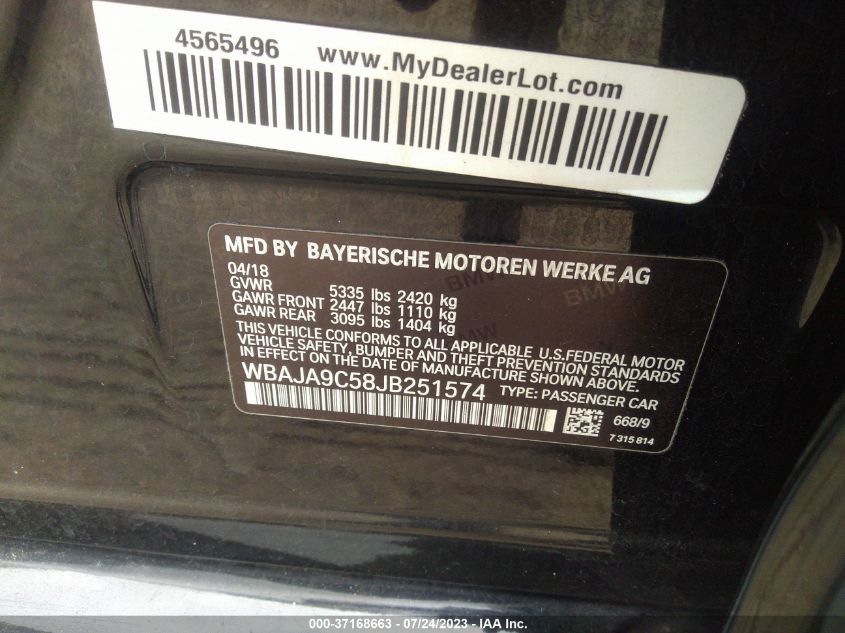 4565496 www.MyDealerLot.com
MFD BY BAYERISCHE MOTOREN WERKE AG
04/18
GVWR 5335 lbs 2420 kg
GAWR FRONT 2447 lbs 1110 kg
GAWR REAR 3095 lbs 1404 kg
THIS VEHICLE CONFORMS TO ALL APPLICABLE U.S.FEDERAL MOTOR
VEHICLE SAFETY, BUMPER AND THEFT PREVENTION STANDARDS
IN EFFECT ON THE DATE OF MANUFACTURE SHOWN ABOVE.
WBAJA9C58JB251574 TYPE: PASSENGER CAR
668/9
7 315 814
BMW
BMW
BMW
000-37168663 - 07/24/2023 - IAA Inc.